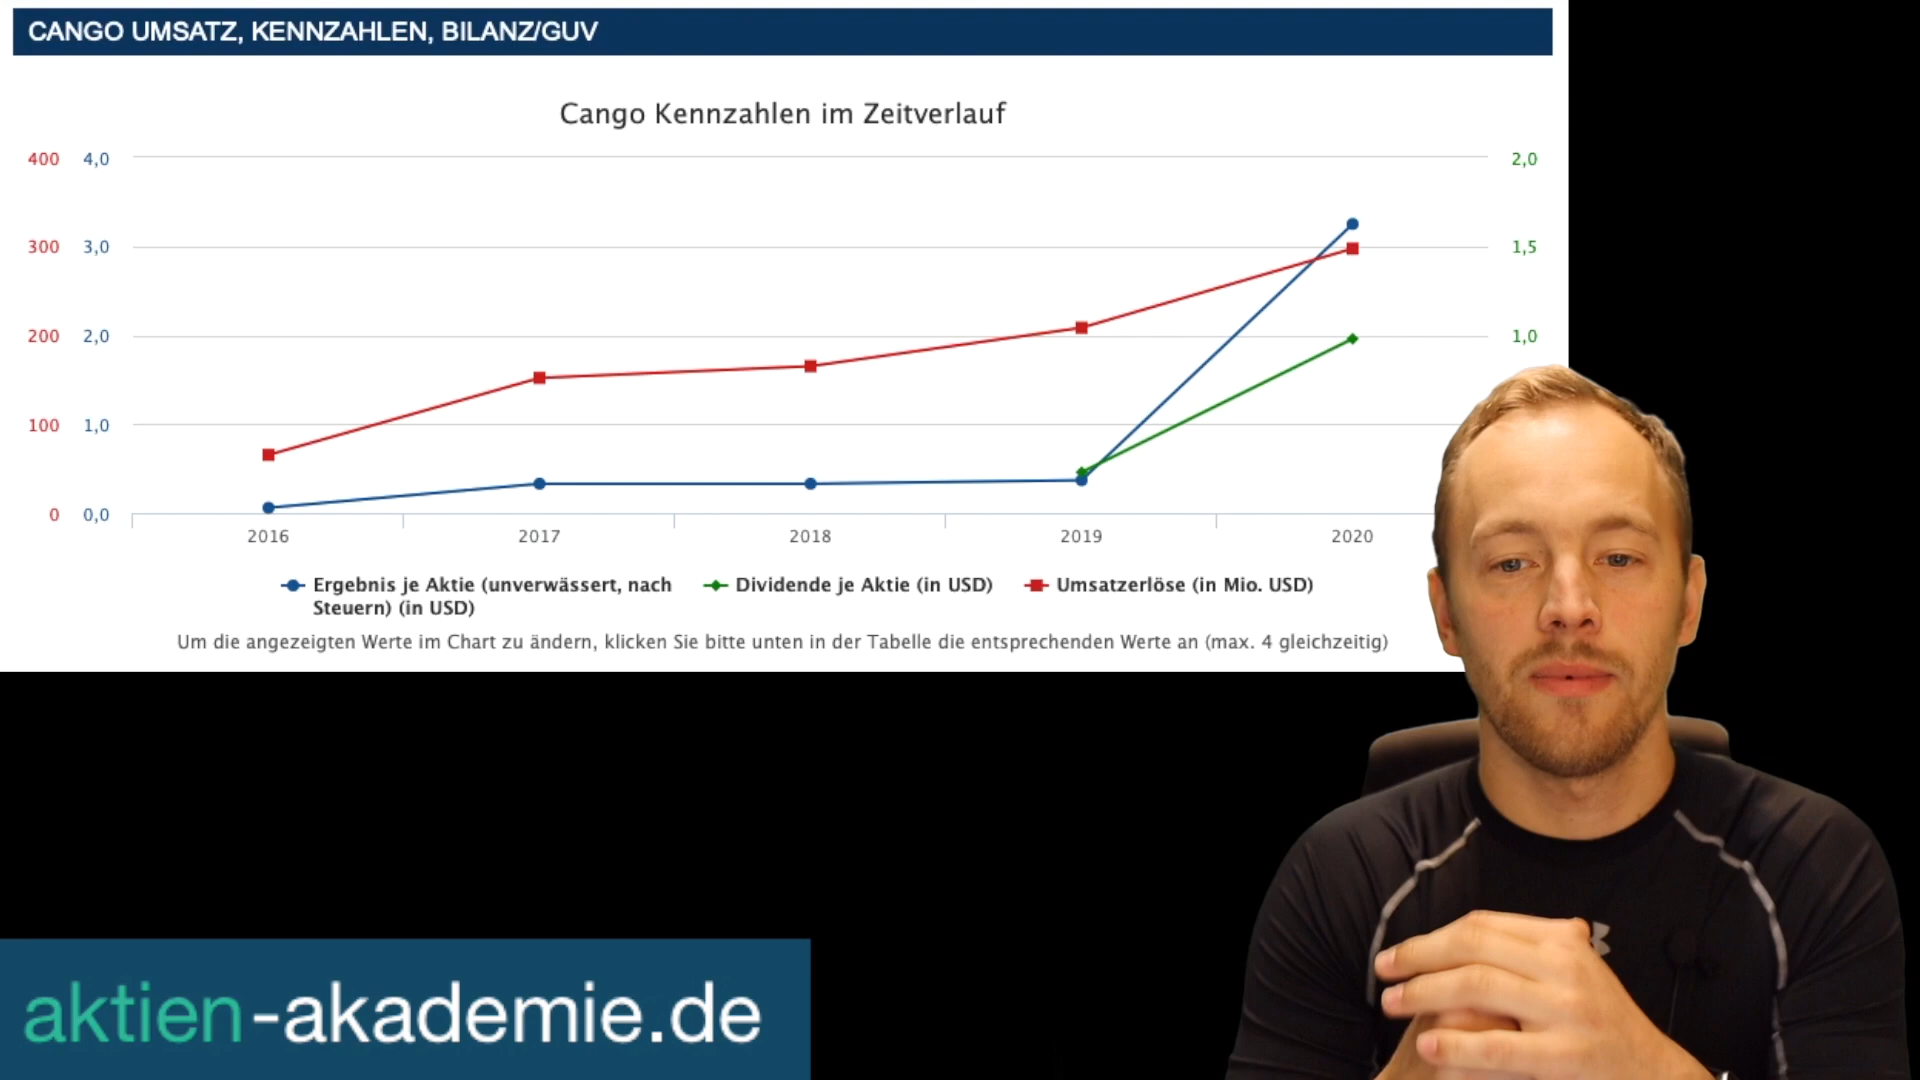 CANGO UMSATZ, KENNZAHLEN, BILANZ/GUV
Cango Kennzahlen im Zeitverlauf
400 4,0 2,0
300 3,0 1,5
200 2,0 1,0
100 1,0
0 0,0
2016 2017 2018 2019 2020
Ergebnis je Aktie (unverwässert, nach Steuern) (in USD)
Dividende je Aktie (in USD)
Umsatzerlöse (in Mio. USD)
Um die angezeigten Werte im Chart zu ändern, klicken Sie bitte unten in der Tabelle die entsprechenden Werte an (max. 4 gleichzeitig)
aktien-akademie.de